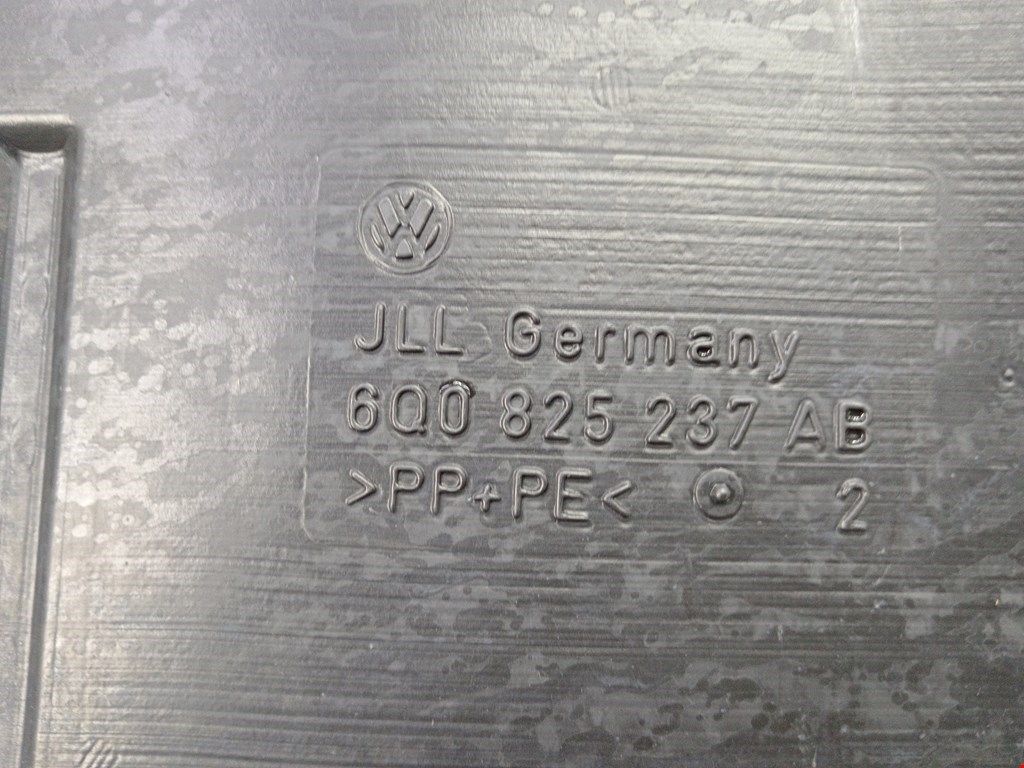 JLL Germany
6Q0 825 237 AB
>PP+PE<
2